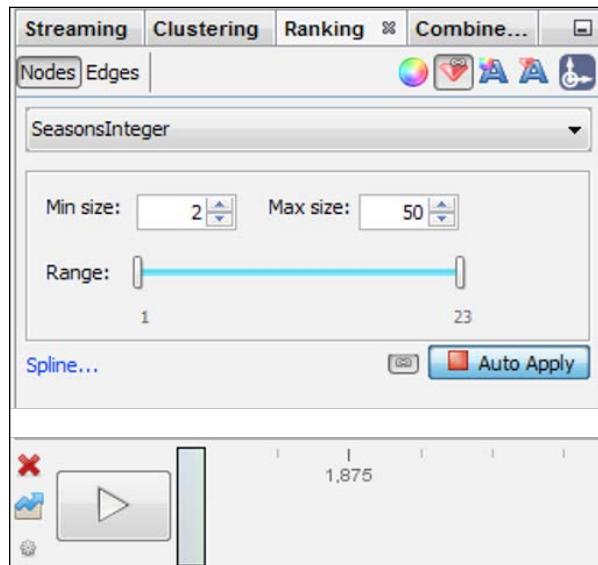 Streaming Clustering Ranking Combine...
Nodes Edges
SeasonsInteger
Min size: 2 Max size: 50
Range:
1 23
Spline... Auto Apply
1,875